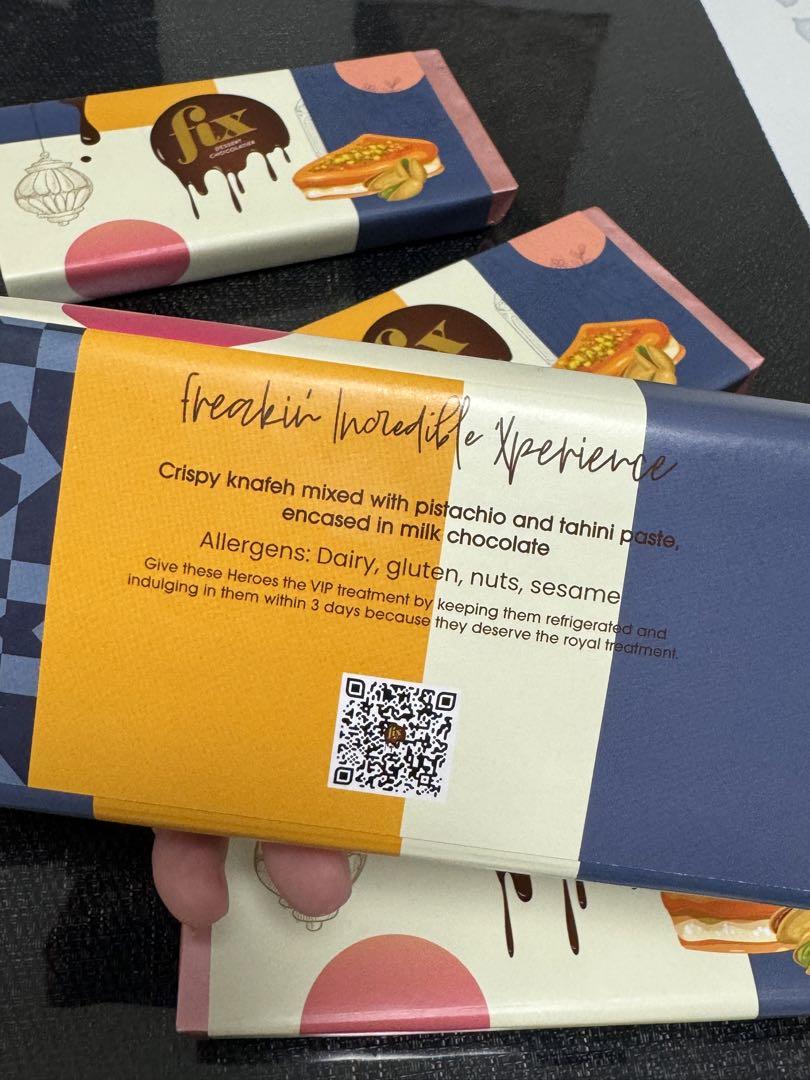 fix
DESSERT
CHOCOLATIER
fix
freakin' Incredible Xperience
Crispy knafeh mixed with pistachio and tahini paste,
encased in milk chocolate
Allergens: Dairy, gluten, nuts, sesame
Give these Heroes the VIP treatment by keeping them refrigerated and
indulging in them within 3 days because they deserve the royal treatment.
fix